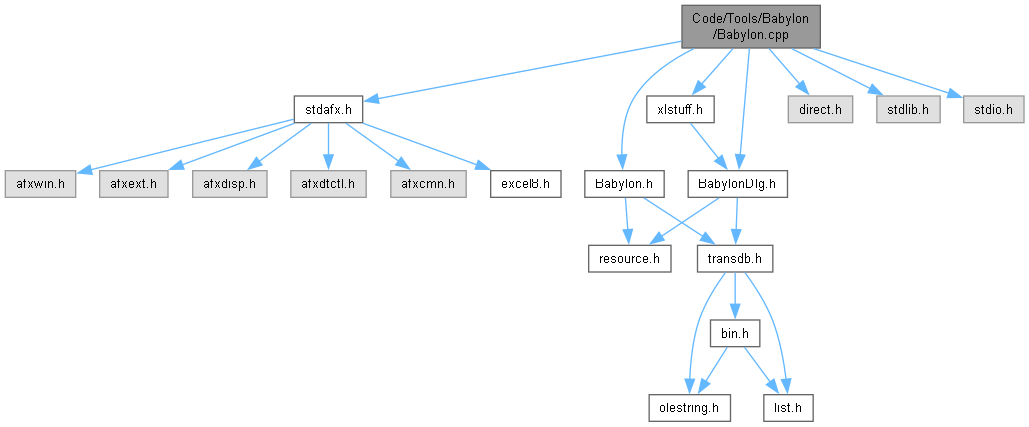 Code/Tools/Babylon
/Babylon.cpp
stdafx.h
xlstuff.h
direct.h
stdlib.h
stdio.h
afxwin.h
afxext.h
afxdisp.h
afxdtctl.h
afxcmn.h
excel8.h
Babylon.h
BabylonDlg.h
resource.h
transdb.h
bin.h
olestring.h
list.h